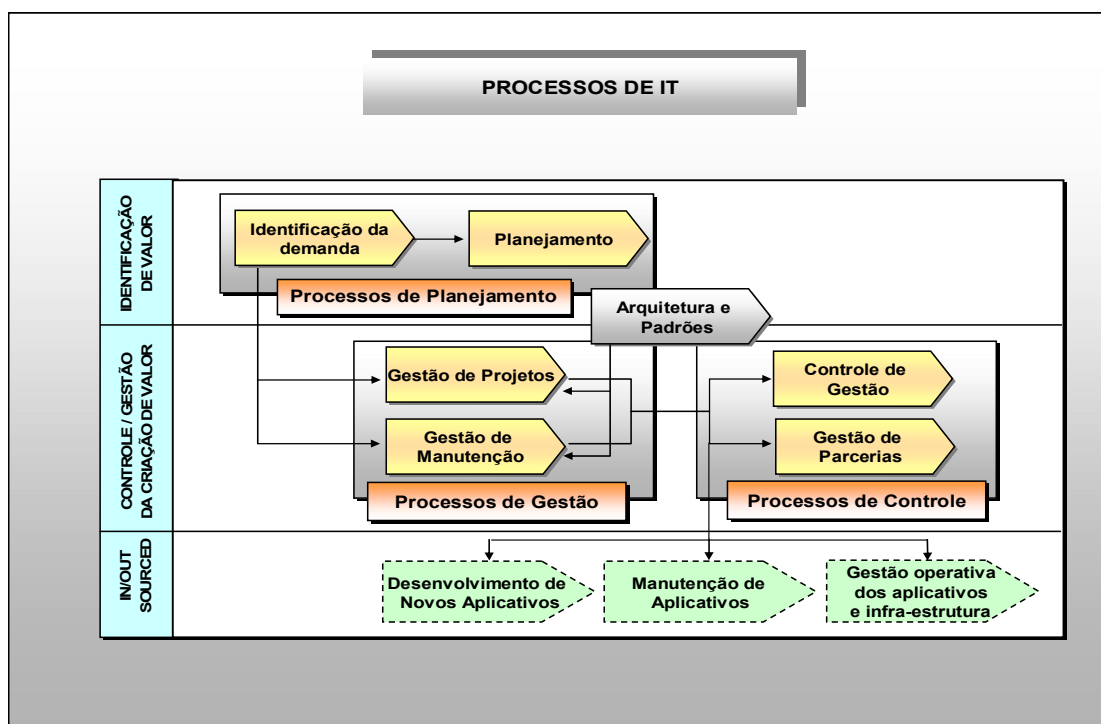 PROCESSOS DE IT
IDENTIFICAÇÃO
DE VALOR
Identificação da
demanda
Planejamento
Processos de Planejamento
Arquitetura e
Padrões
CONTROLE / GESTÃO
DA CRIAÇÃO DE VALOR
Gestão de Projetos
Controle de
Gestão
Gestão de
Manutenção
Gestão de
Parcerias
Processos de Gestão
Processos de Controle
IN/OUT
SOURCED
Desenvolvimento de
Novos Aplicativos
Manutenção de
Aplicativos
Gestão operativa
dos aplicativos
e infra-estrutura